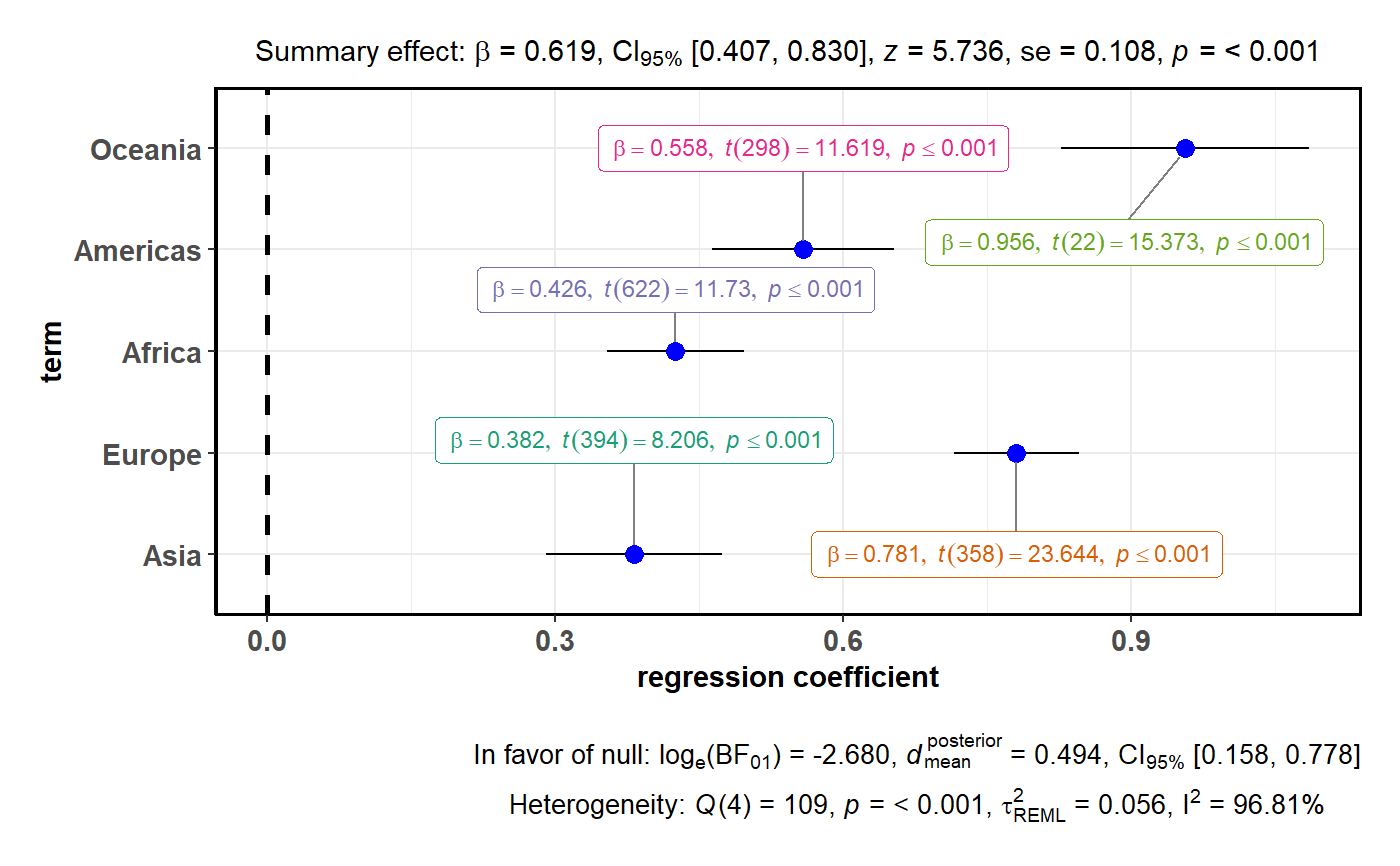 Summary effect: β = 0.619, CI95% [0.407, 0.830], z = 5.736, se = 0.108, p = < 0.001
Oceania
β = 0.558, t(298) = 11.619, p ≤ 0.001
β = 0.956, t(22) = 15.373, p ≤ 0.001
Americas
β = 0.426, t(622) = 11.73, p ≤ 0.001
Africa
term
β = 0.382, t(394) = 8.206, p ≤ 0.001
Europe
Asia
β = 0.781, t(358) = 23.644, p ≤ 0.001
0.0 0.3 0.6 0.9
regression coefficient
In favor of null: loge(BF01) = -2.680, d mean posterior = 0.494, CI95% [0.158, 0.778]
Heterogeneity: Q(4) = 109, p = < 0.001, τ²REML = 0.056, I² = 96.81%